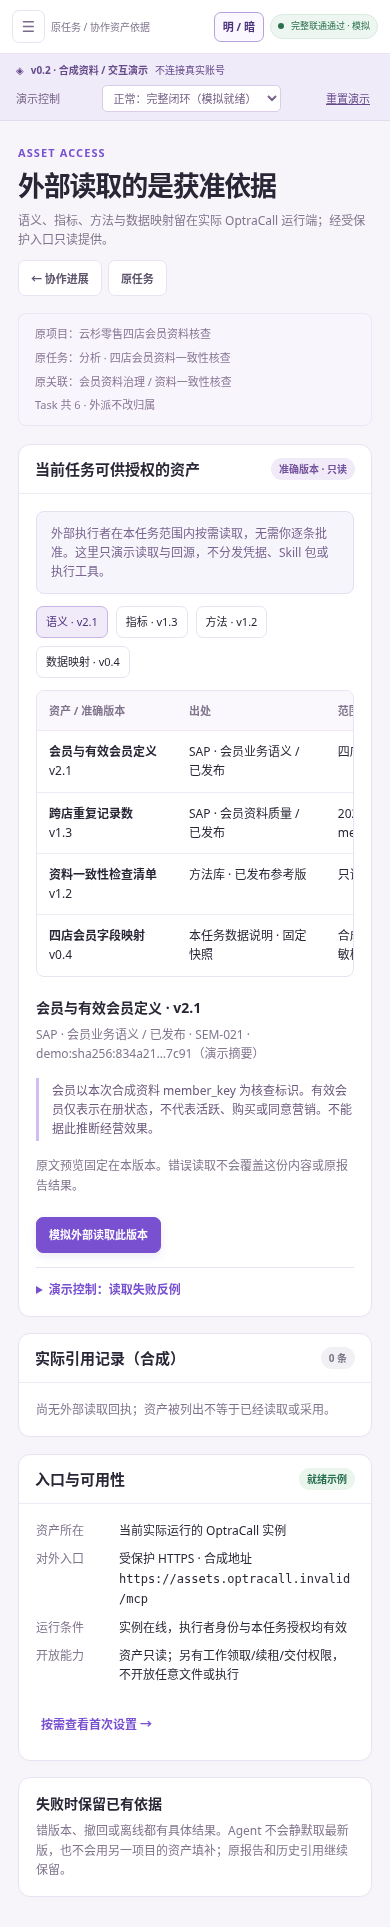 ☰ 原任务 / 协作资产依据 明 / 暗 完整联通通过 · 模拟
◈ v0.2 · 合成资料 / 交互演示 不连接真实账号
演示控制 正常：完整闭环（模拟就绪） 重置演示
ASSET ACCESS
外部读取的是获准依据
语义、指标、方法与数据映射留在实际 OptraCall 运行端；经受保
护入口只读提供。
← 协作进展 原任务
原项目：云杉零售四店会员资料核查
原任务：分析 · 四店会员资料一致性核查
原关联：会员资料治理 / 资料一致性核查
Task 共 6 · 外派不改归属
当前任务可供授权的资产 准确版本 · 只读
外部执行者在本任务范围内按需读取，无需你逐条批
准。这里只演示读取与回源，不分发凭据、Skill 包或
执行工具。
语义 · v2.1 指标 · v1.3 方法 · v1.2
数据映射 · v0.4
资产 / 准确版本 出处
会员与有效会员定义 SAP · 会员业务语义 /
v2.1 已发布
跨店重复记录数 SAP · 会员资料质量 /
v1.3 已发布
资料一致性检查清单 方法库 · 已发布参考版
v1.2
四店会员字段映射 本任务数据说明 · 固定
v0.4 快照
会员与有效会员定义 · v2.1
SAP · 会员业务语义 / 已发布 · SEM-021 ·
demo:sha256:834a21…7c91（演示摘要）
会员以本次合成资料 member_key 为核查标识。有效会
员仅表示在册状态，不代表活跃、购买或同意营销。不能
据此推断经营效果。
原文预览固定在本版本。错误读取不会覆盖这份内容或原报
告结果。
模拟外部读取此版本
▶ 演示控制：读取失败反例
实际引用记录（合成） 0 条
尚无外部读取回执；资产被列出不等于已经读取或采用。
入口与可用性 就绪示例
资产所在 当前实际运行的 OptraCall 实例
对外入口 受保护 HTTPS · 合成地址
https://assets.optracall.invalid
/mcp
运行条件 实例在线，执行者身份与本任务授权均有效
开放能力 资产只读；另有工作领取/续租/交付权限，
不开放任意文件或执行
按需查看首次设置 →
失败时保留已有依据
错版本、撤回或离线都有具体结果。Agent 不会静默取最新
版，也不会用另一项目的资产填补；原报告和历史引用继续
保留。